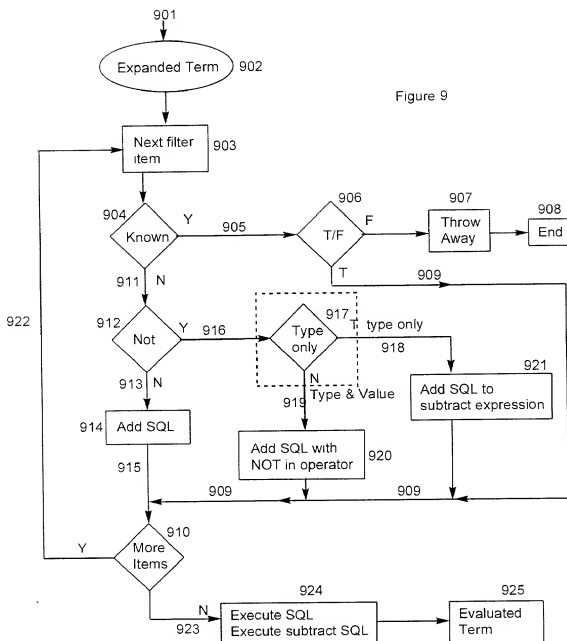 901
Expanded Term
902
Figure 9
Next filter
item
903
904
Known
Y
905
906
T/F
F
907
Throw
Away
908
End
T
909
911
N
922
912
Not
Y
916
917
Type
only
T type only
918
913
N
N
919
Type & Value
921
Add SQL to
subtract expression
914
Add SQL
915
Add SQL with
NOT in operator
920
909
909
910
More
Items
Y
N
923
924
Execute SQL
Execute subtract SQL
925
Evaluated
Term